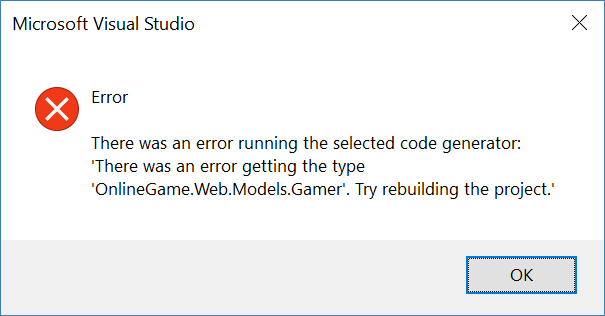 Microsoft Visual Studio
Error
There was an error running the selected code generator:
'There was an error getting the type
'OnlineGame.Web.Models.Gamer'. Try rebuilding the project.'
OK